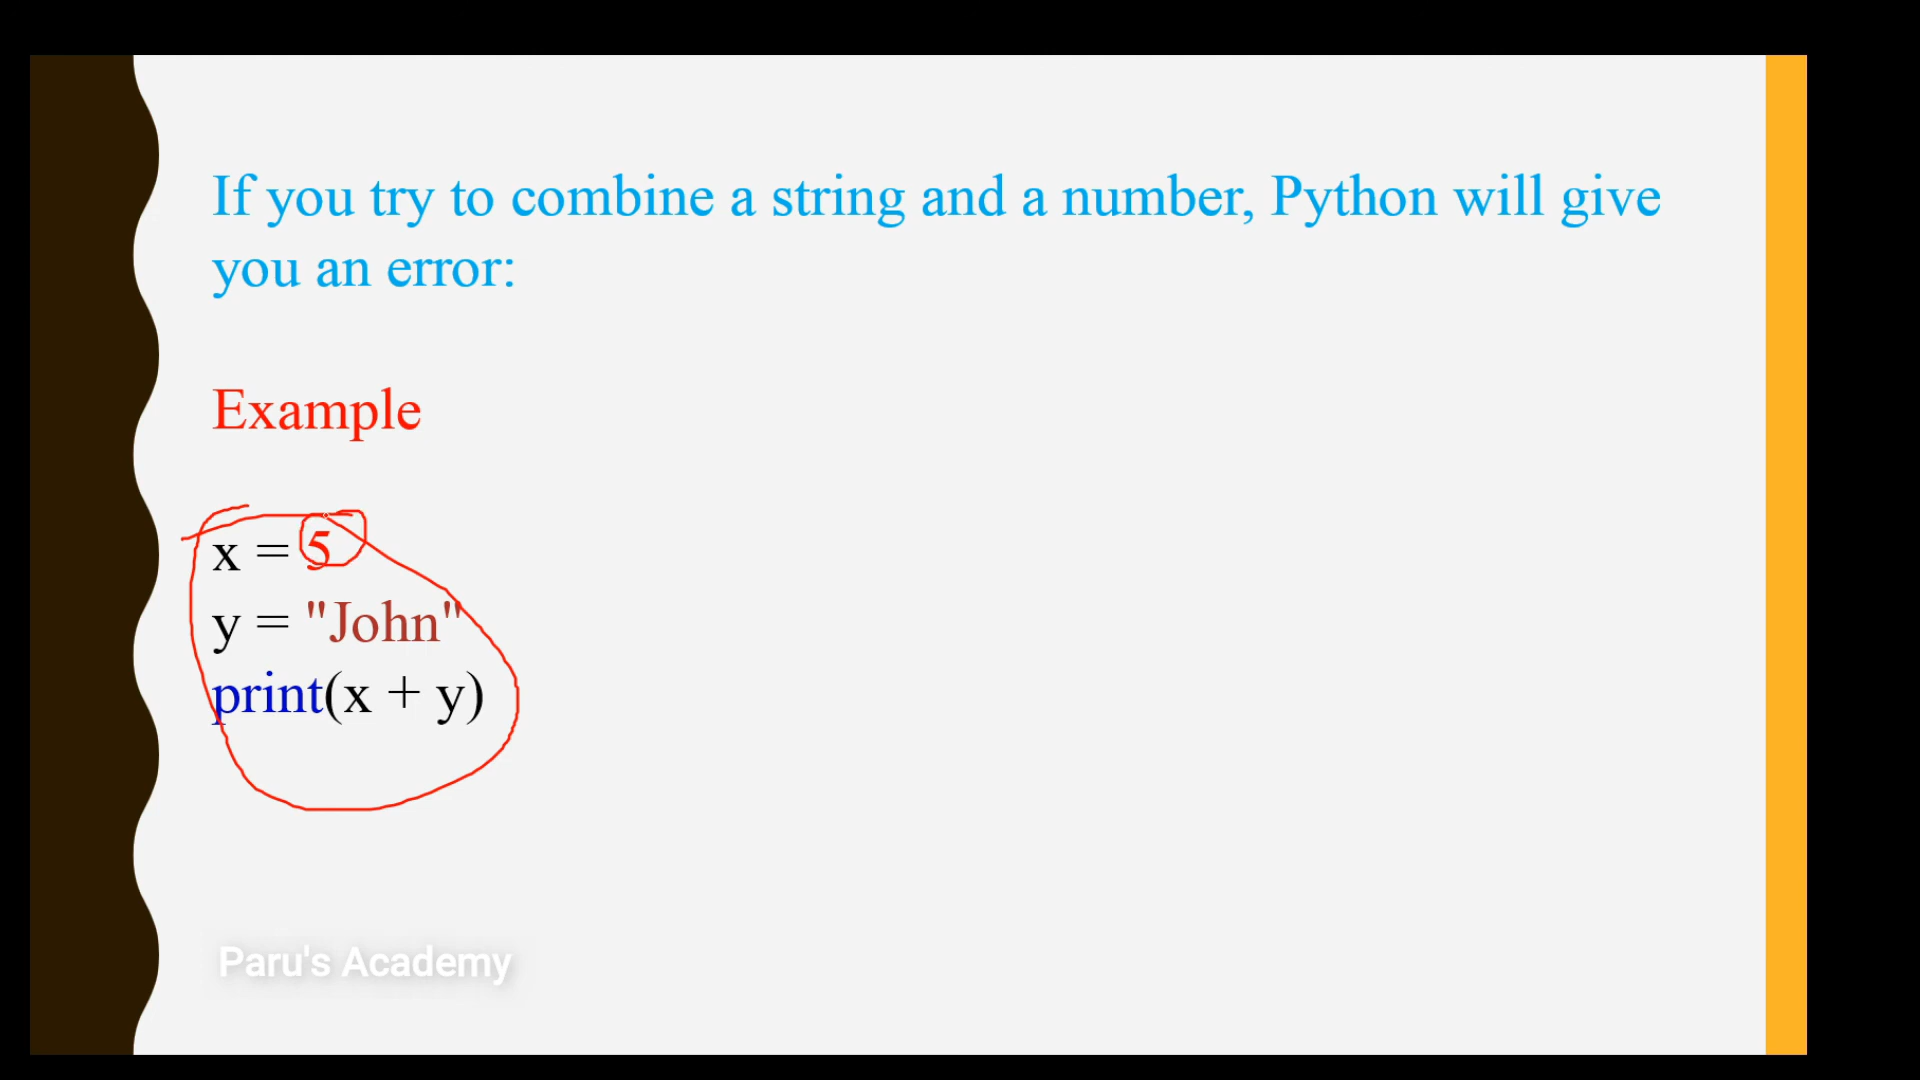 If you try to combine a string and a number, Python will give
you an error:
Example
x = 5
y = "John"
print(x + y)
Paru's Academy